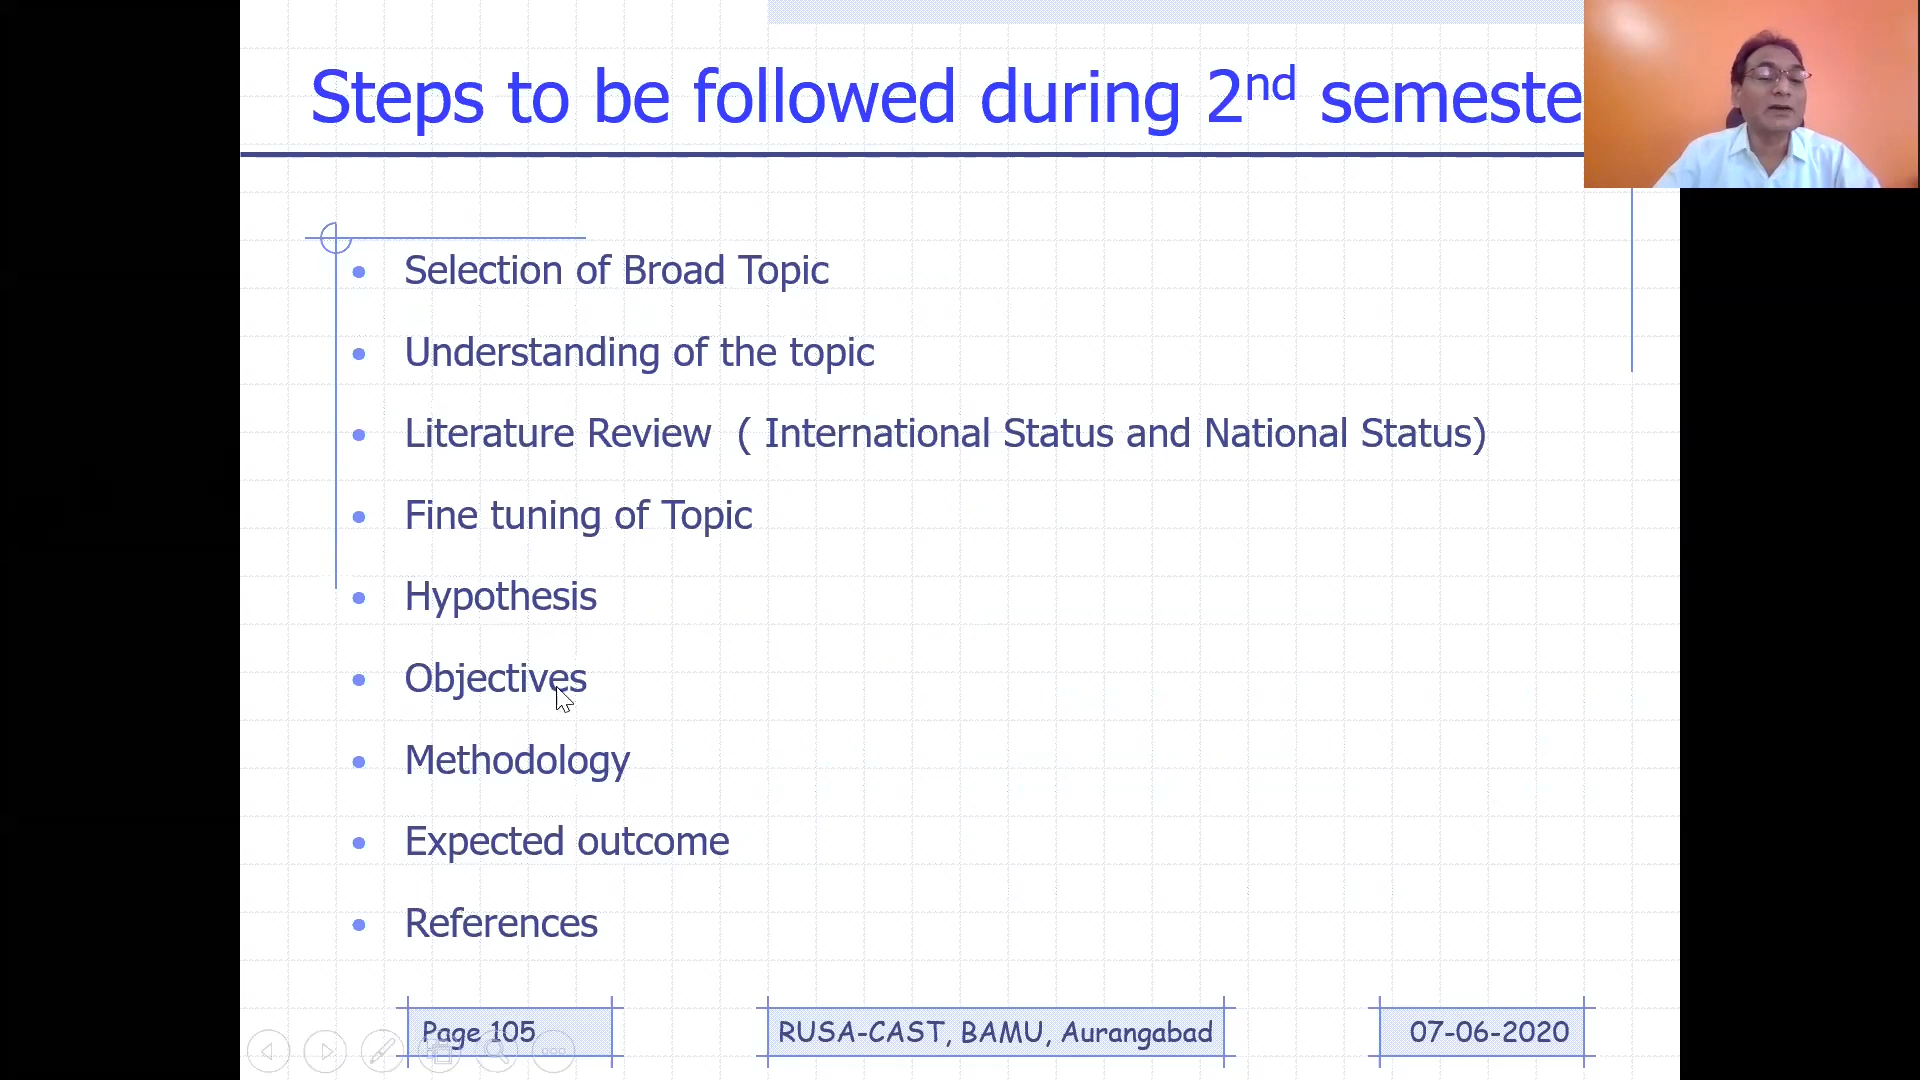 Steps to be followed during 2nd semeste
Selection of Broad Topic
Understanding of the topic
Literature Review ( International Status and National Status)
Fine tuning of Topic
Hypothesis
Objectives
Methodology
Expected outcome
References
Page 105
RUSA-CAST, BAMU, Aurangabad
07-06-2020